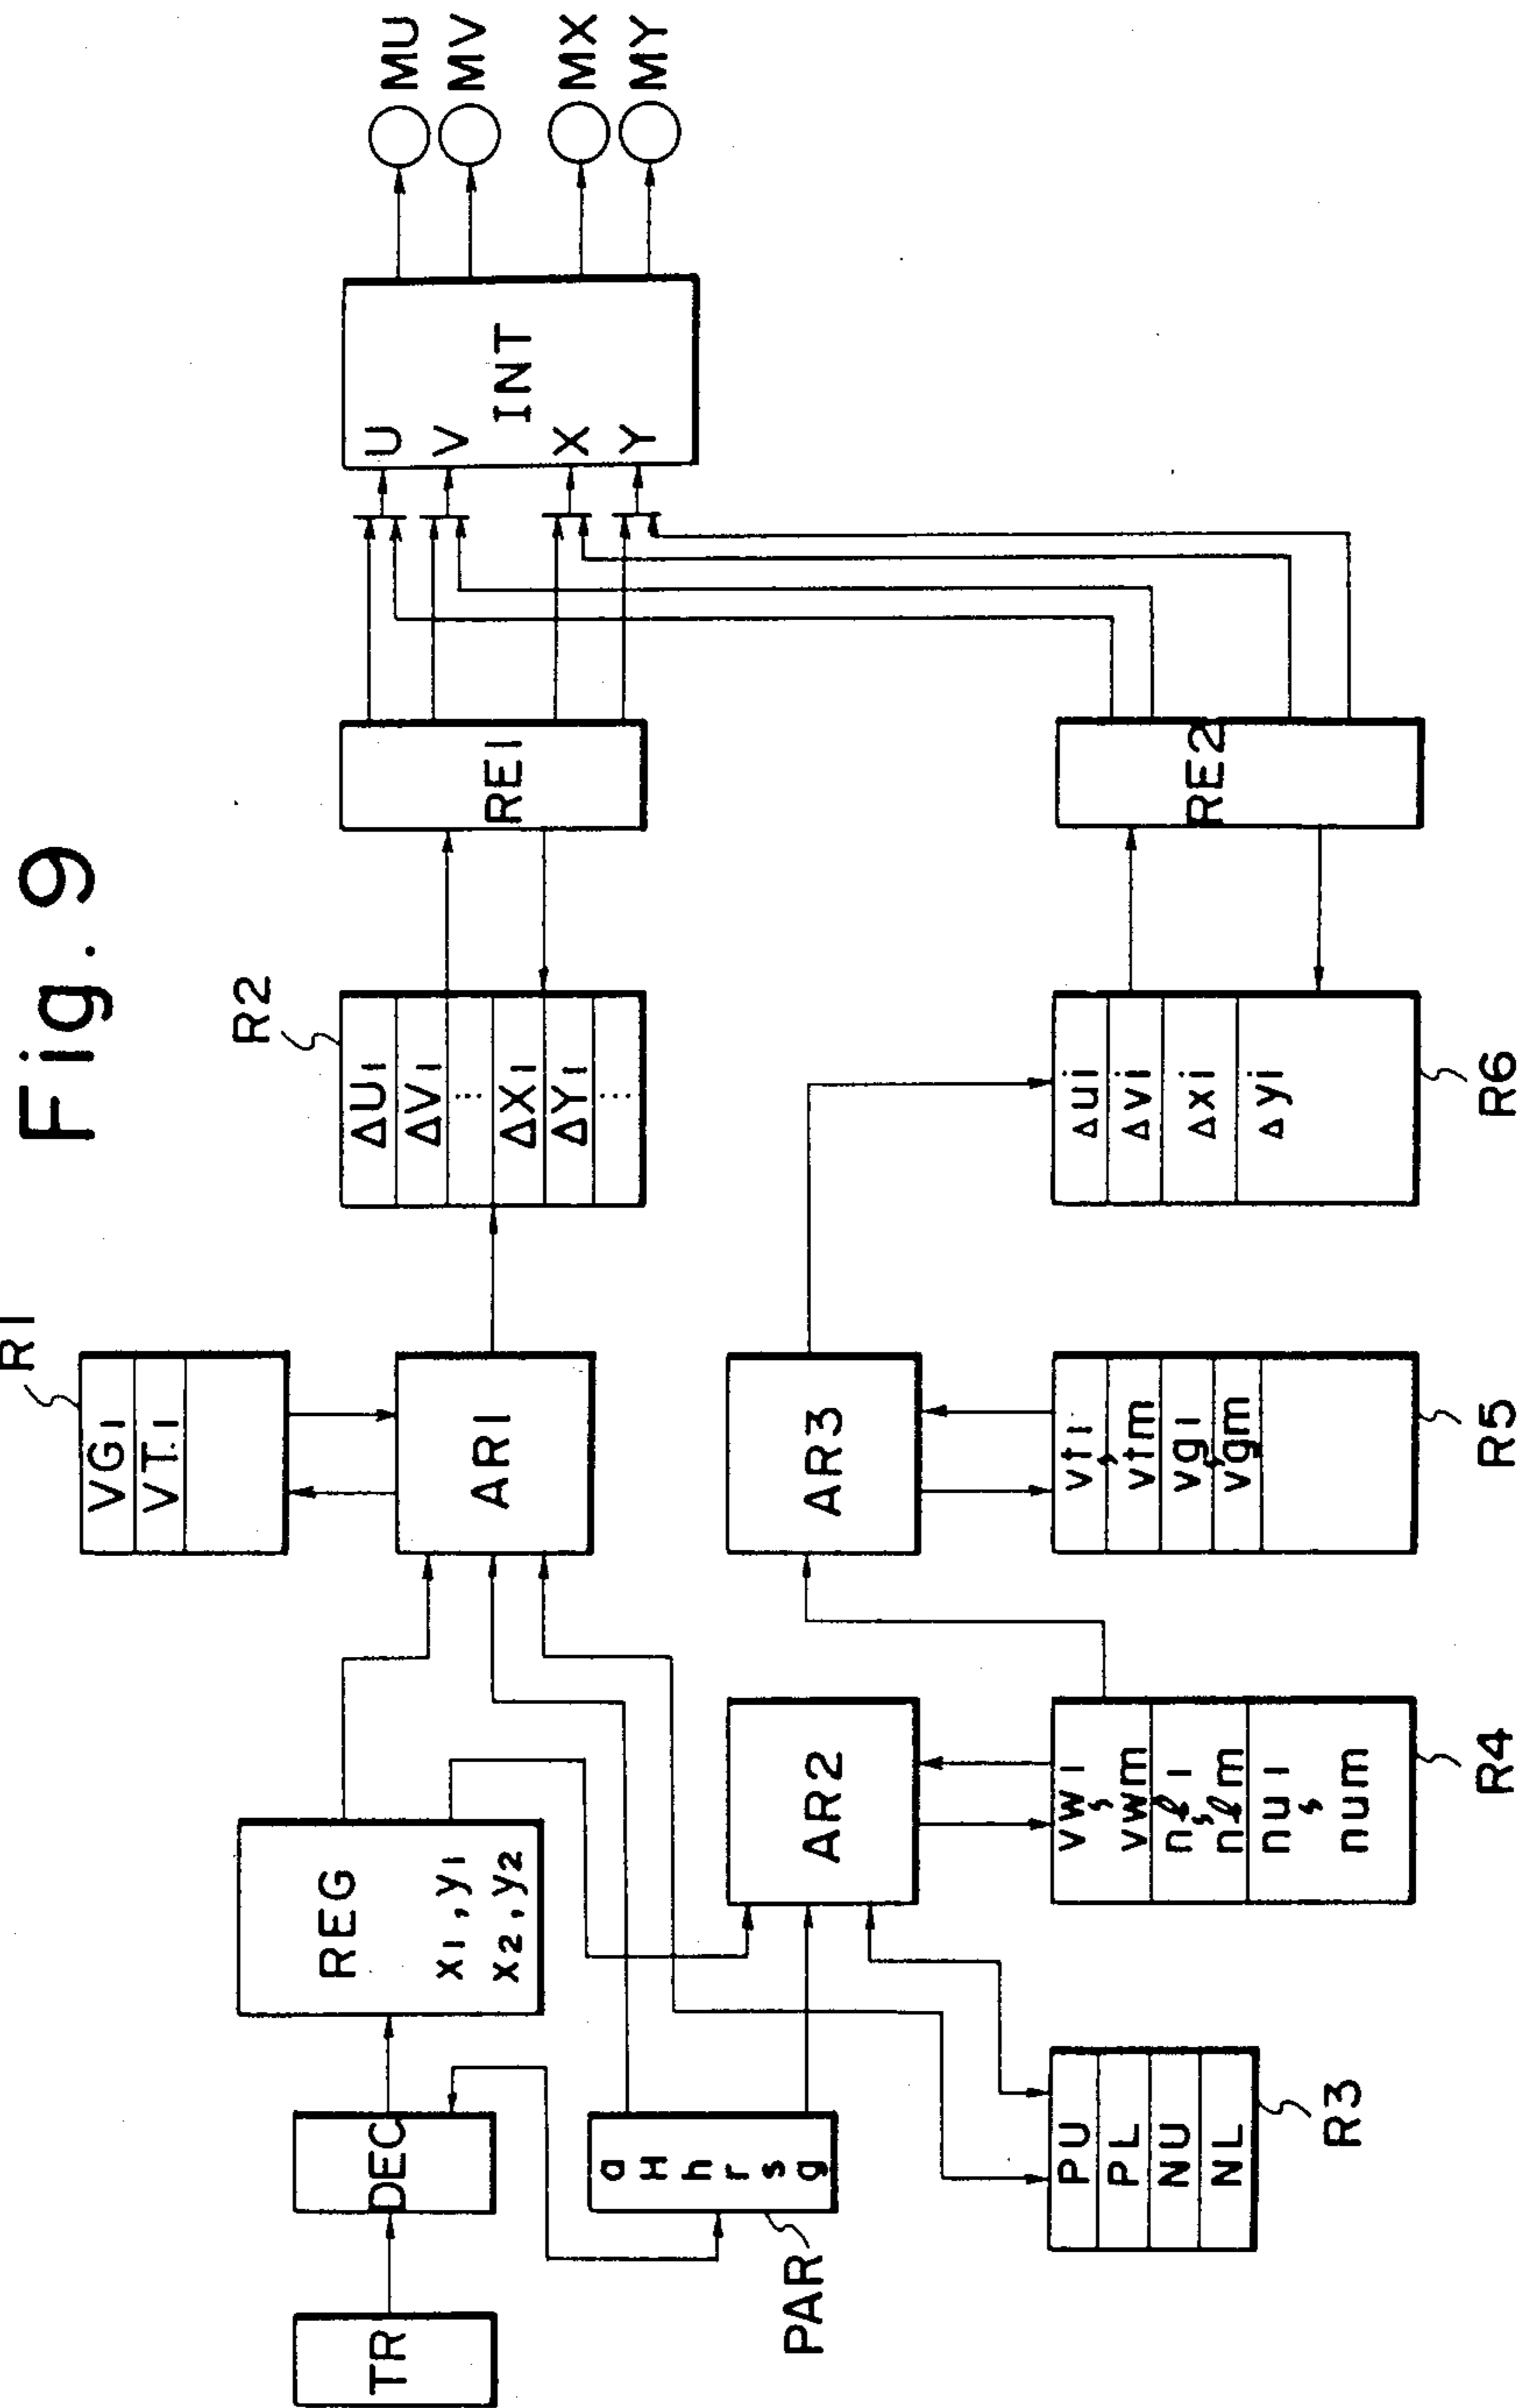 Fig. 9
TR
DEC
REG
x1, y1
x2, y2
PAR
a
H
h
r
s
g
R1
VG1
VT1
AR1
R2
ΔU1
ΔV1
...
ΔX1
ΔY1
...
RE1
U
V
INT
X
Y
MU
MV
MX
MY
R3
PU
PL
NU
NL
AR2
R4
vw1
vwm
nℓ1
nℓm
nu1
num
AR3
R5
vt1
vtm
vg1
vgm
R6
Δui
Δvi
Δxi
Δyi
RE2